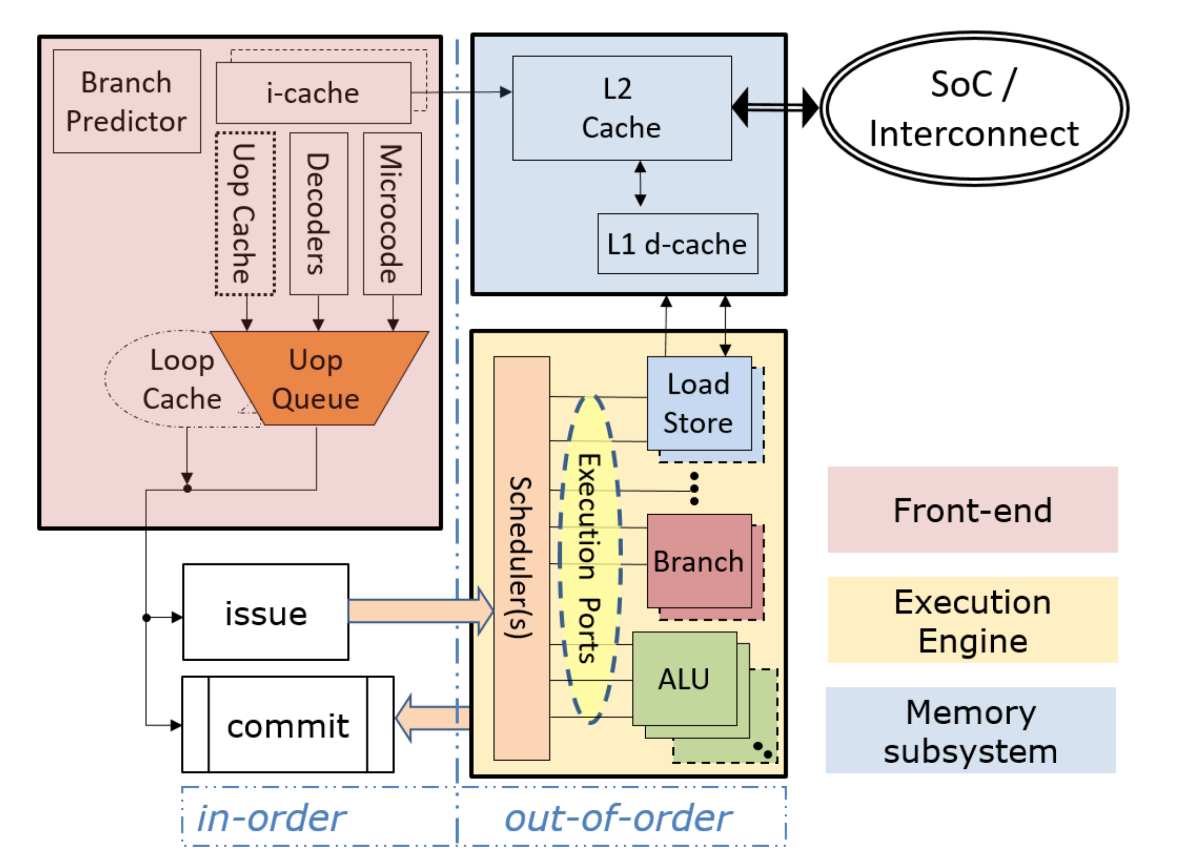 Branch
Predictor
i-cache
Uop Cache
Decoders
Microcode
Loop
Cache
Uop
Queue
issue
commit
in-order
L2
Cache
L1 d-cache
SoC /
Interconnect
Scheduler(s)
Execution Ports
Load
Store
Branch
ALU
out-of-order
Front-end
Execution
Engine
Memory
subsystem